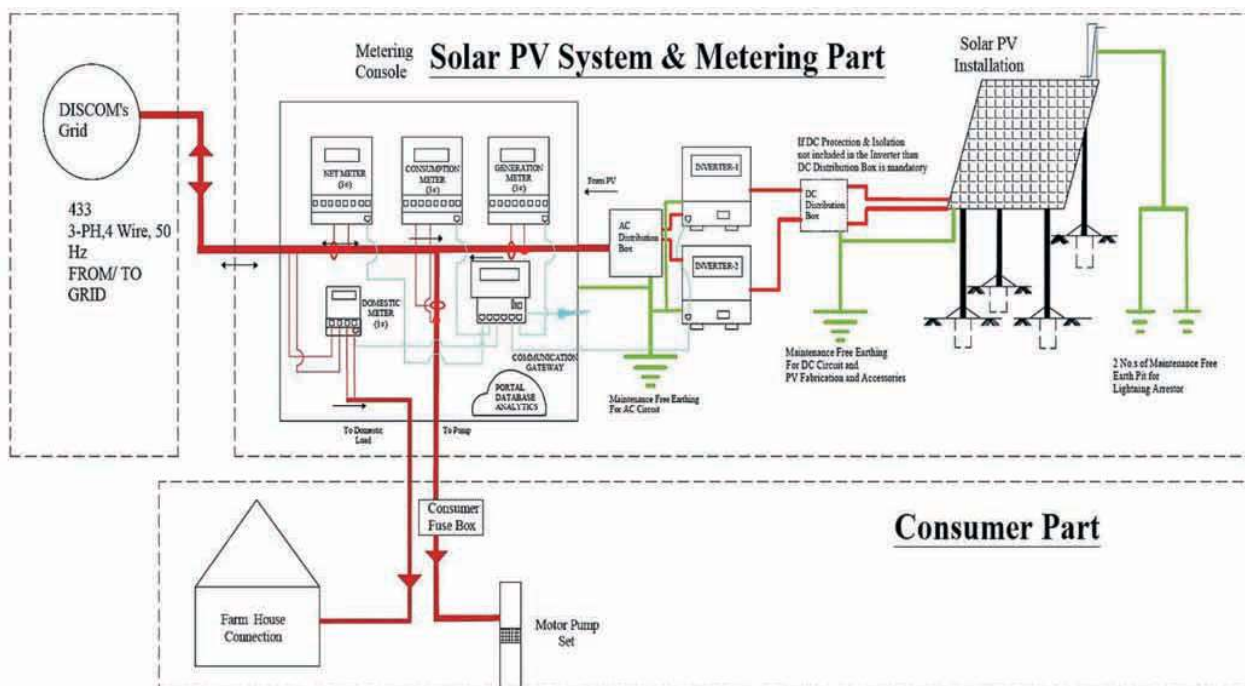 Metering
Console
Solar PV System & Metering Part
Solar PV
Installation
DISCOM's
Grid
433
3-PH,4 Wire, 50
Hz
FROM/ TO
GRID
NET METER
(3ø)
CONSUMPTION
METER
(3ø)
GENERATION
METER
(3ø)
From PV
AC
Distribution
Box
INVERTER-1
INVERTER-2
If DC Protection & Isolation
not included in the Inverter than
DC Distribution Box is mandatory
DC
Distribution
Box
DOMESTIC
METER
(1ø)
COMMUNICATION
GATEWAY
PORTAL
DATABASE
ANALYTICS
Maintenance Free Earthing
For AC Circuit
Maintenance Free Earthing
For DC Circuit and
PV Fabrication and Accessories
2 No.s of Maintenance Free
Earth Pit for
Lightning Arrestor
To Domestic
Load
To Pump
Consumer
Fuse Box
Consumer Part
Farm House
Connection
Motor Pump
Set